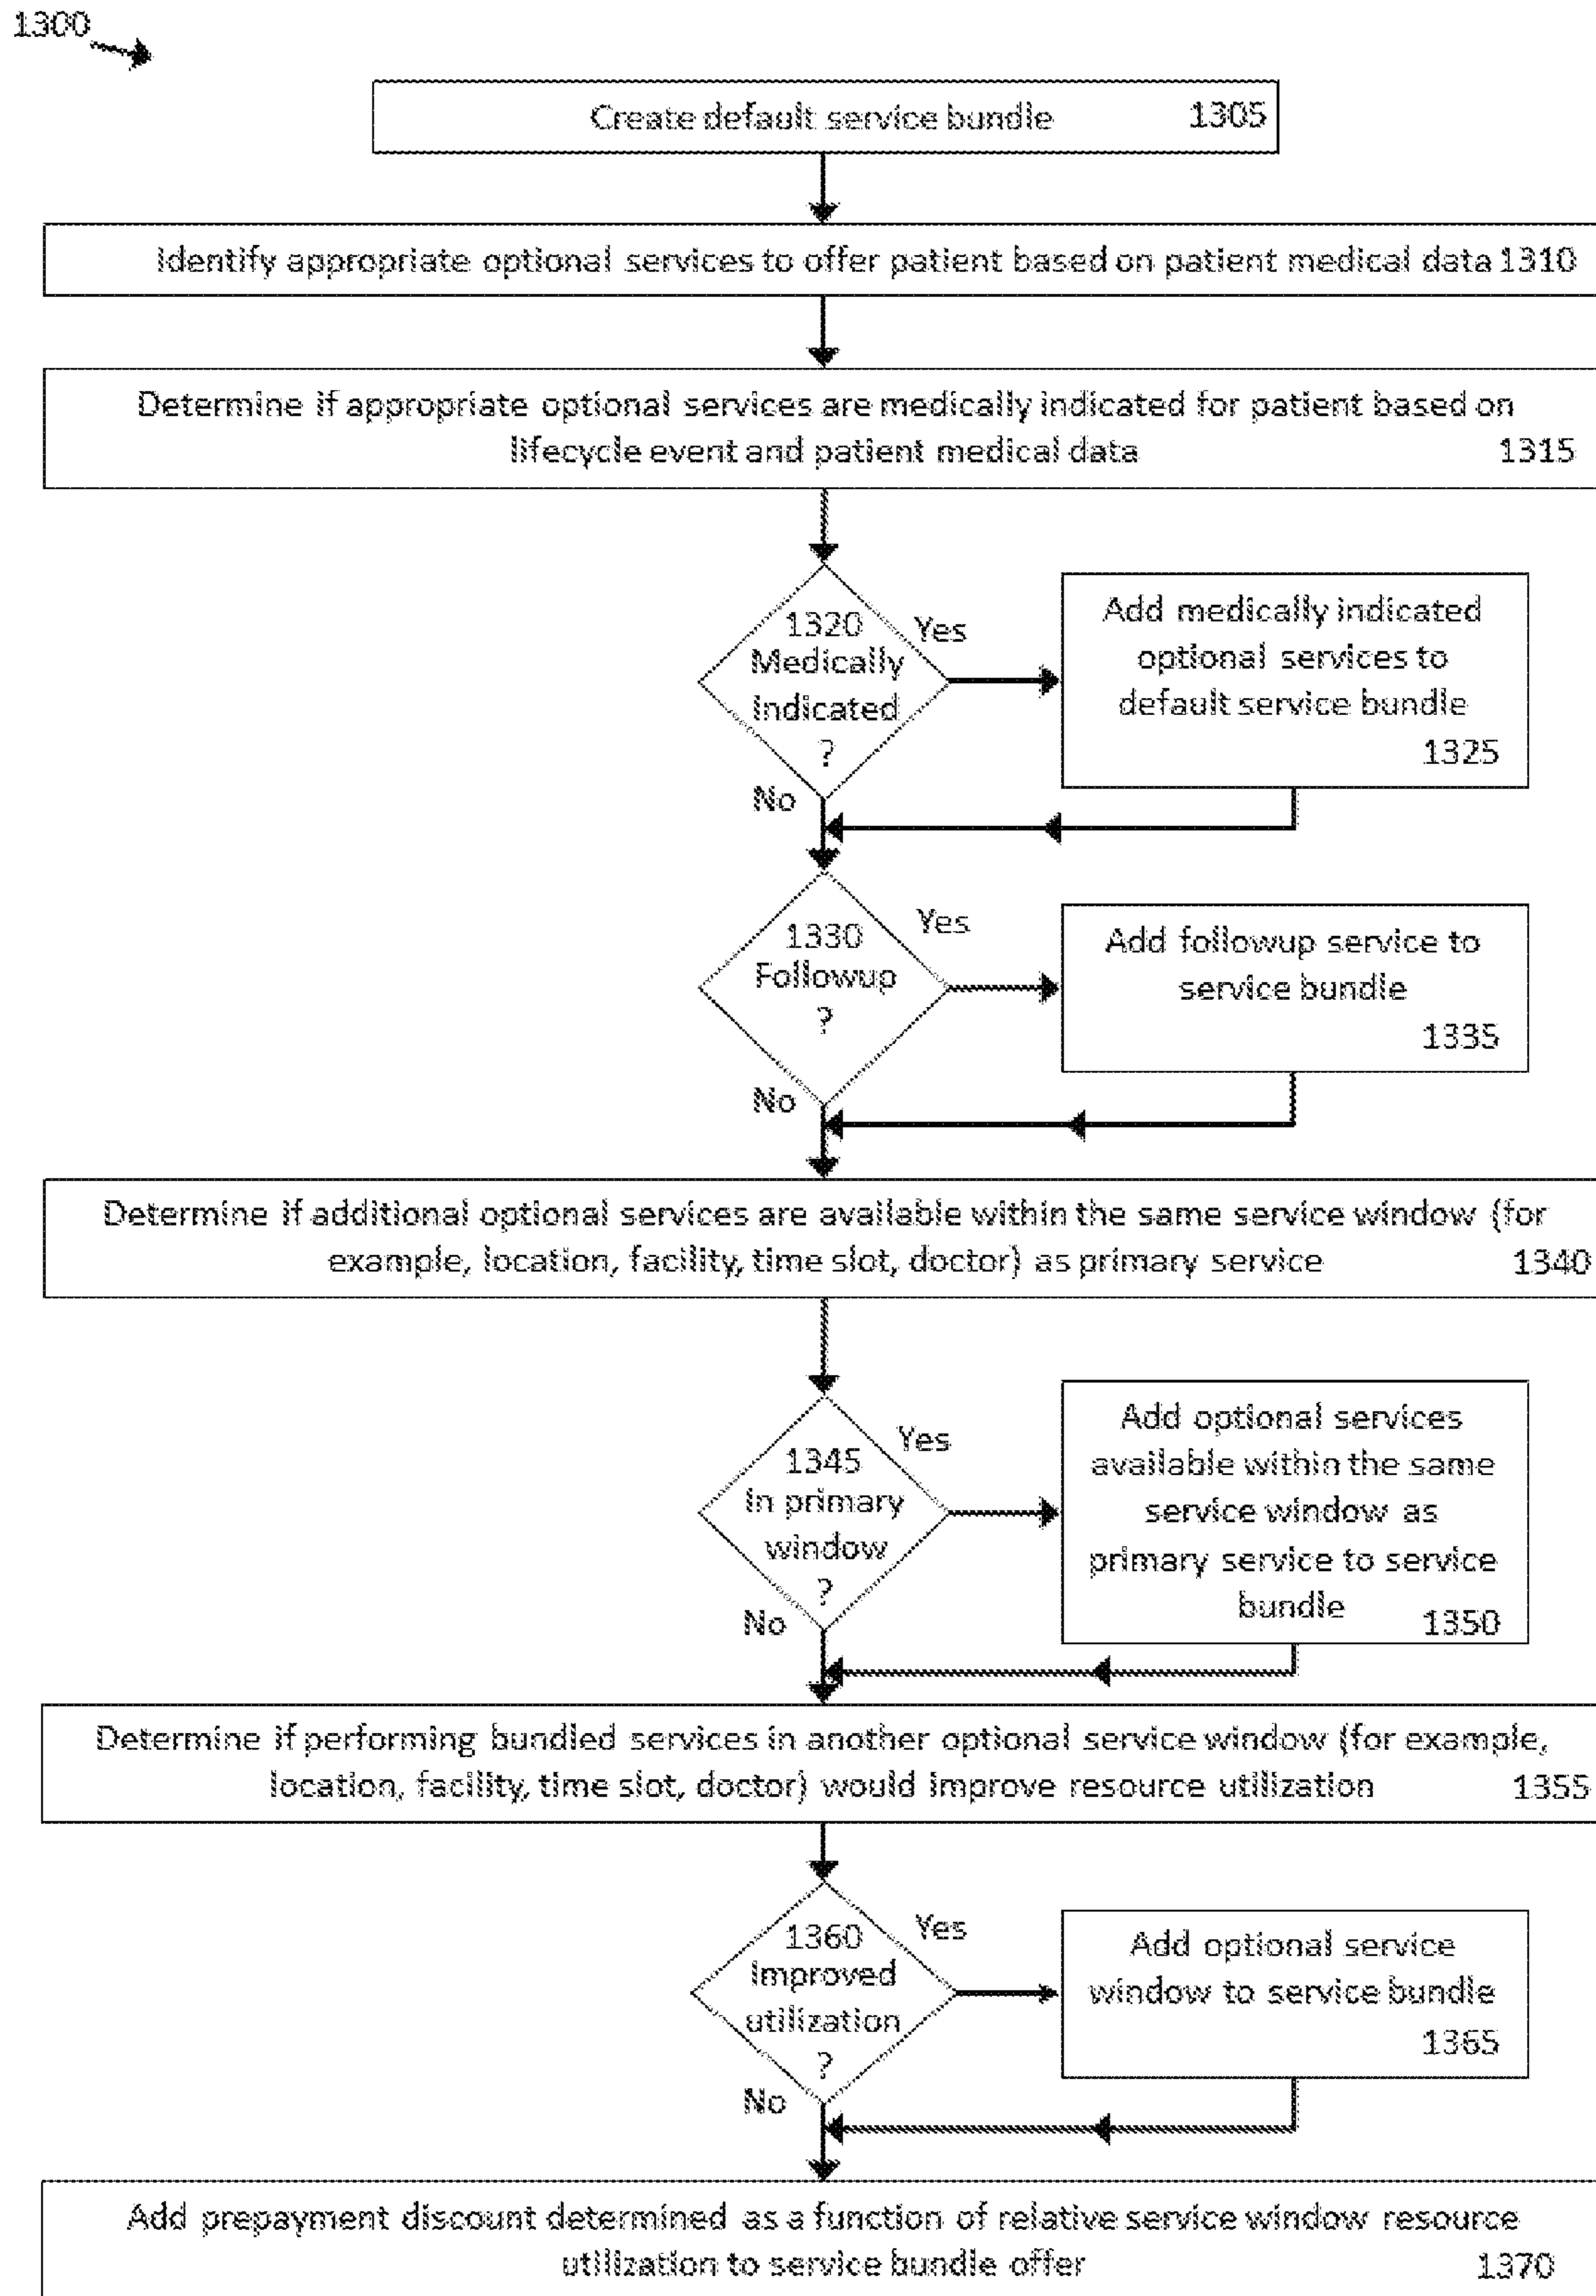 1300
Create default service bundle 1305
Identify appropriate optional services to offer patient based on patient medical data 1310
Determine if appropriate optional services are medically indicated for patient based on
lifecycle event and patient medical data 1315
1320
Medically
indicated
?
Yes
No
Add medically indicated
optional services to
default service bundle
1325
1330
Followup
?
Yes
No
Add followup service to
service bundle
1335
Determine if additional optional services are available within the same service window (for
example, location, facility, time slot, doctor) as primary service 1340
1345
In primary
window
?
Yes
No
Add optional services
available within the same
service window as
primary service to service
bundle 1350
Determine if performing bundled services in another optional service window (for example,
location, facility, time slot, doctor) would improve resource utilization 1355
1360
Improved
utilization
?
Yes
No
Add optional service
window to service bundle
1365
Add prepayment discount determined as a function of relative service window resource
utilization to service bundle offer 1370